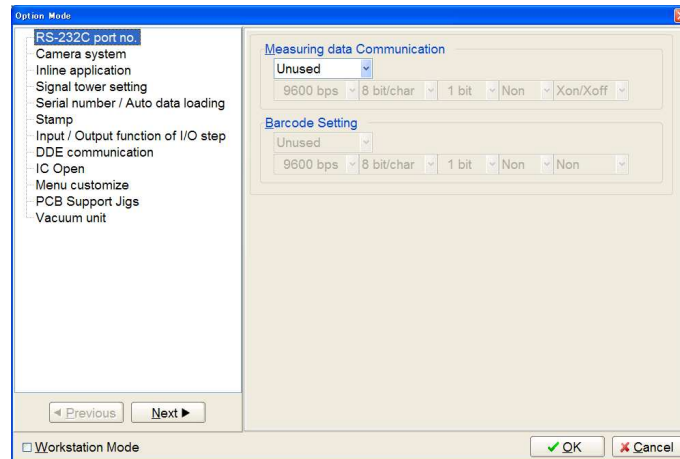 Option Mode
RS-232C port no.
Camera system
Inline application
Signal tower setting
Serial number / Auto data loading
Stamp
Input / Output function of I/O step
DDE communication
IC Open
Menu customize
PCB Support Jigs
Vacuum unit
Previous
Next
Workstation Mode
Measuring data Communication
Unused
9600 bps 8 bit/char 1 bit Non Xon/Xoff
Barcode Setting
Unused
9600 bps 8 bit/char 1 bit Non Non
OK
Cancel